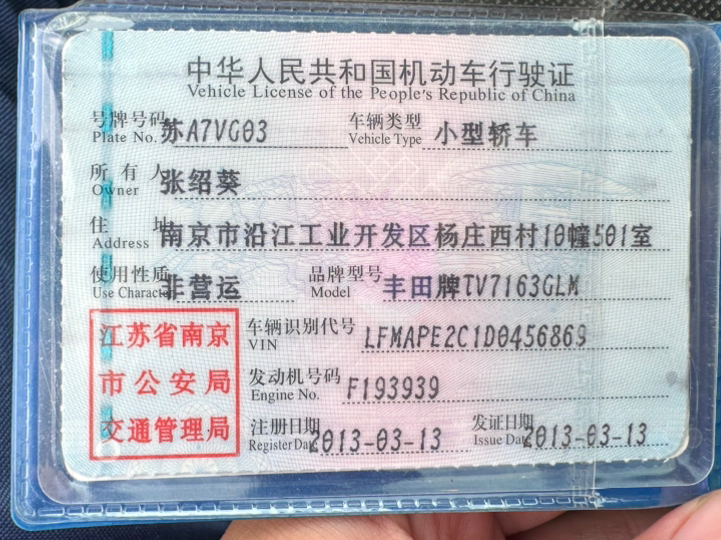 中华人民共和国机动车行驶证
Vehicle License of the People's Republic of China
号牌号码 苏A7VG03 车辆类型 小型轿车
Plate No. Vehicle Type
所有人 张绍葵
Owner
住址 南京市沿江工业开发区杨庄西村10幢501室
Address
使用性质 非营运 品牌型号 丰田牌TV7163GLM
Use Character Model
江苏省南京 车辆识别代号 LFMAPE2C1D0456869
VIN
市公安局 发动机号码 F193939
Engine No.
交通管理局 注册日期 2013-03-13 发证日期 2013-03-13
Register Date Issue Date